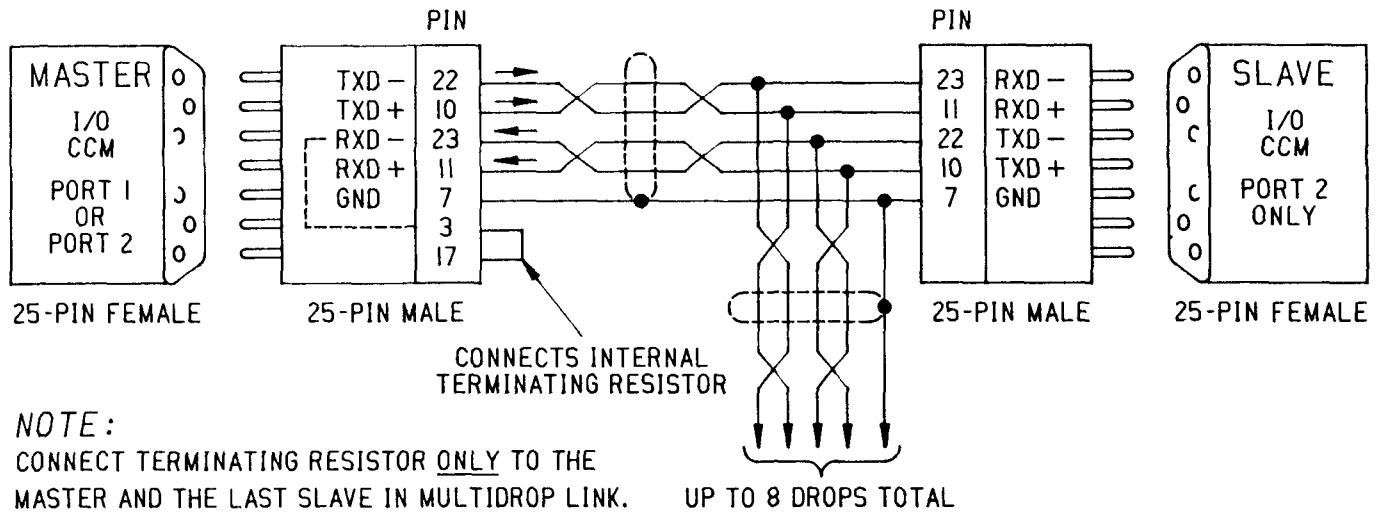 PIN
PIN
MASTER
I/O
CCM
PORT 1
OR
PORT 2
TXD - 22
TXD + 10
RXD - 23
RXD + 11
GND 7
3
17
23 RXD -
11 RXD +
22 TXD -
10 TXD +
7 GND
SLAVE
I/O
CCM
PORT 2
ONLY
25-PIN FEMALE
25-PIN MALE
25-PIN MALE
25-PIN FEMALE
CONNECTS INTERNAL
TERMINATING RESISTOR
NOTE:
CONNECT TERMINATING RESISTOR ONLY TO THE
MASTER AND THE LAST SLAVE IN MULTIDROP LINK.
UP TO 8 DROPS TOTAL